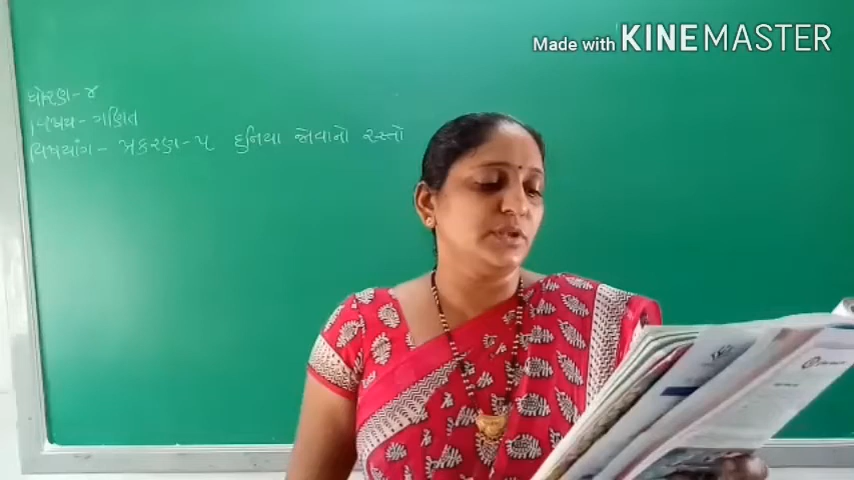 Made with KINEMASTER
ધોરણ-૪
વિષય- ગણિત
વિષયાંગ- પ્રકરણ-૫ દુનિયા જોવાનો રસ્તો